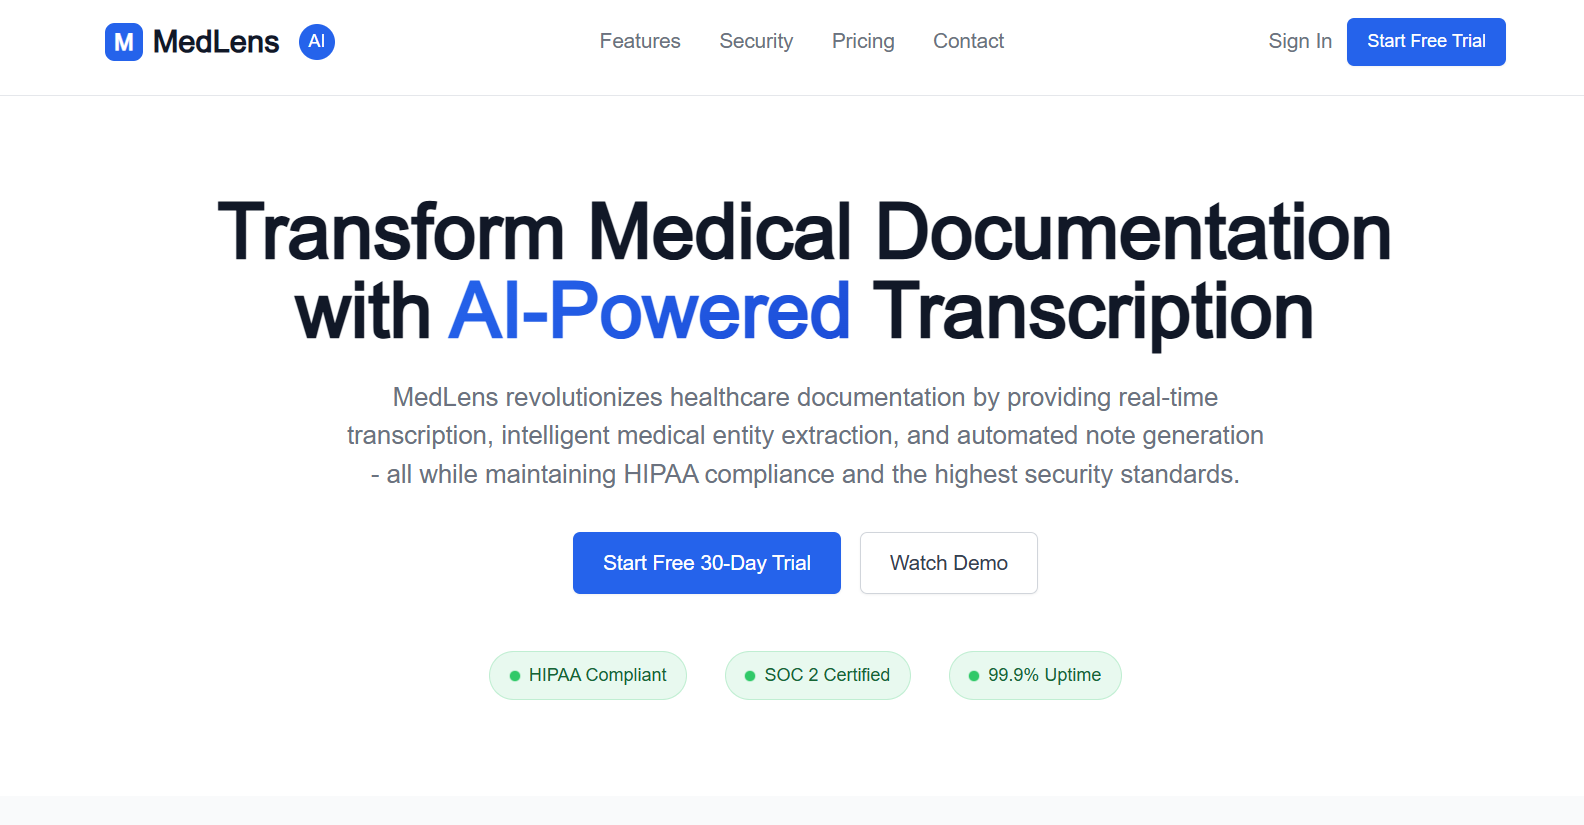 M MedLens AI
Features Security Pricing Contact
Sign In Start Free Trial
Transform Medical Documentation
with AI-Powered Transcription
MedLens revolutionizes healthcare documentation by providing real-time
transcription, intelligent medical entity extraction, and automated note generation
- all while maintaining HIPAA compliance and the highest security standards.
Start Free 30-Day Trial Watch Demo
HIPAA Compliant SOC 2 Certified 99.9% Uptime